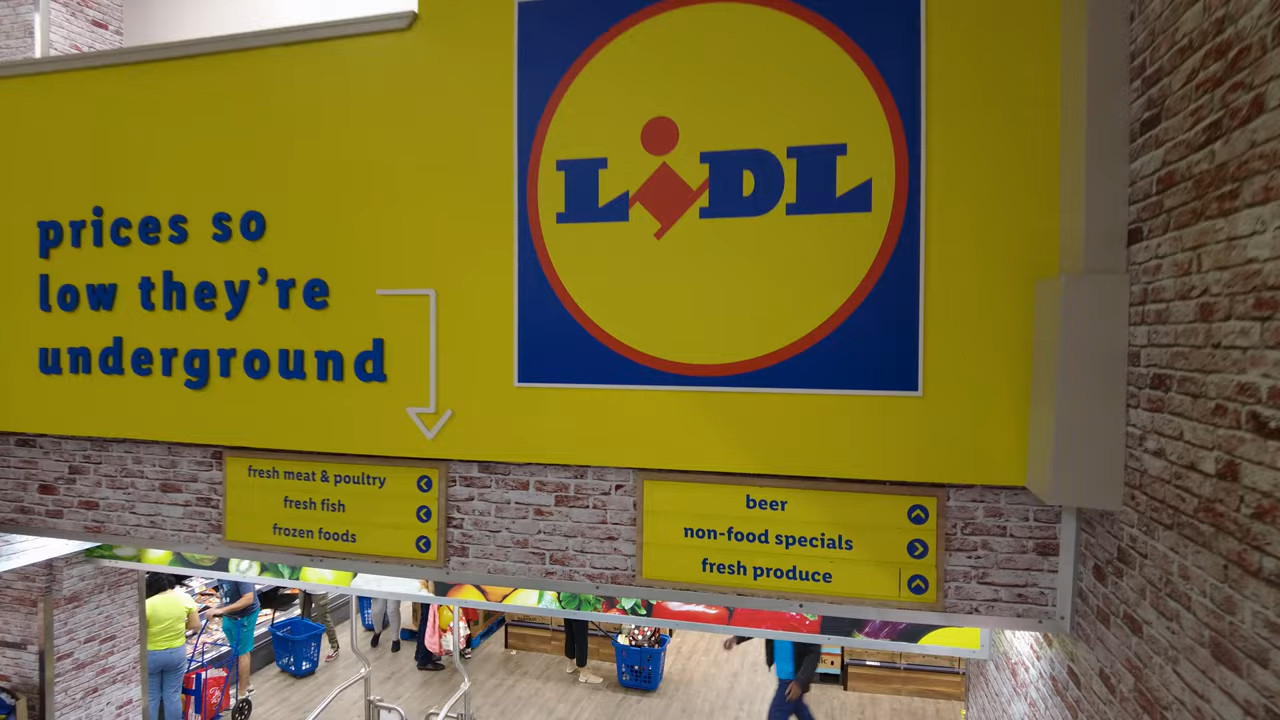 LIDL
prices so
low they're
underground
fresh meat & poultry
fresh fish
frozen foods
beer
non-food specials
fresh produce